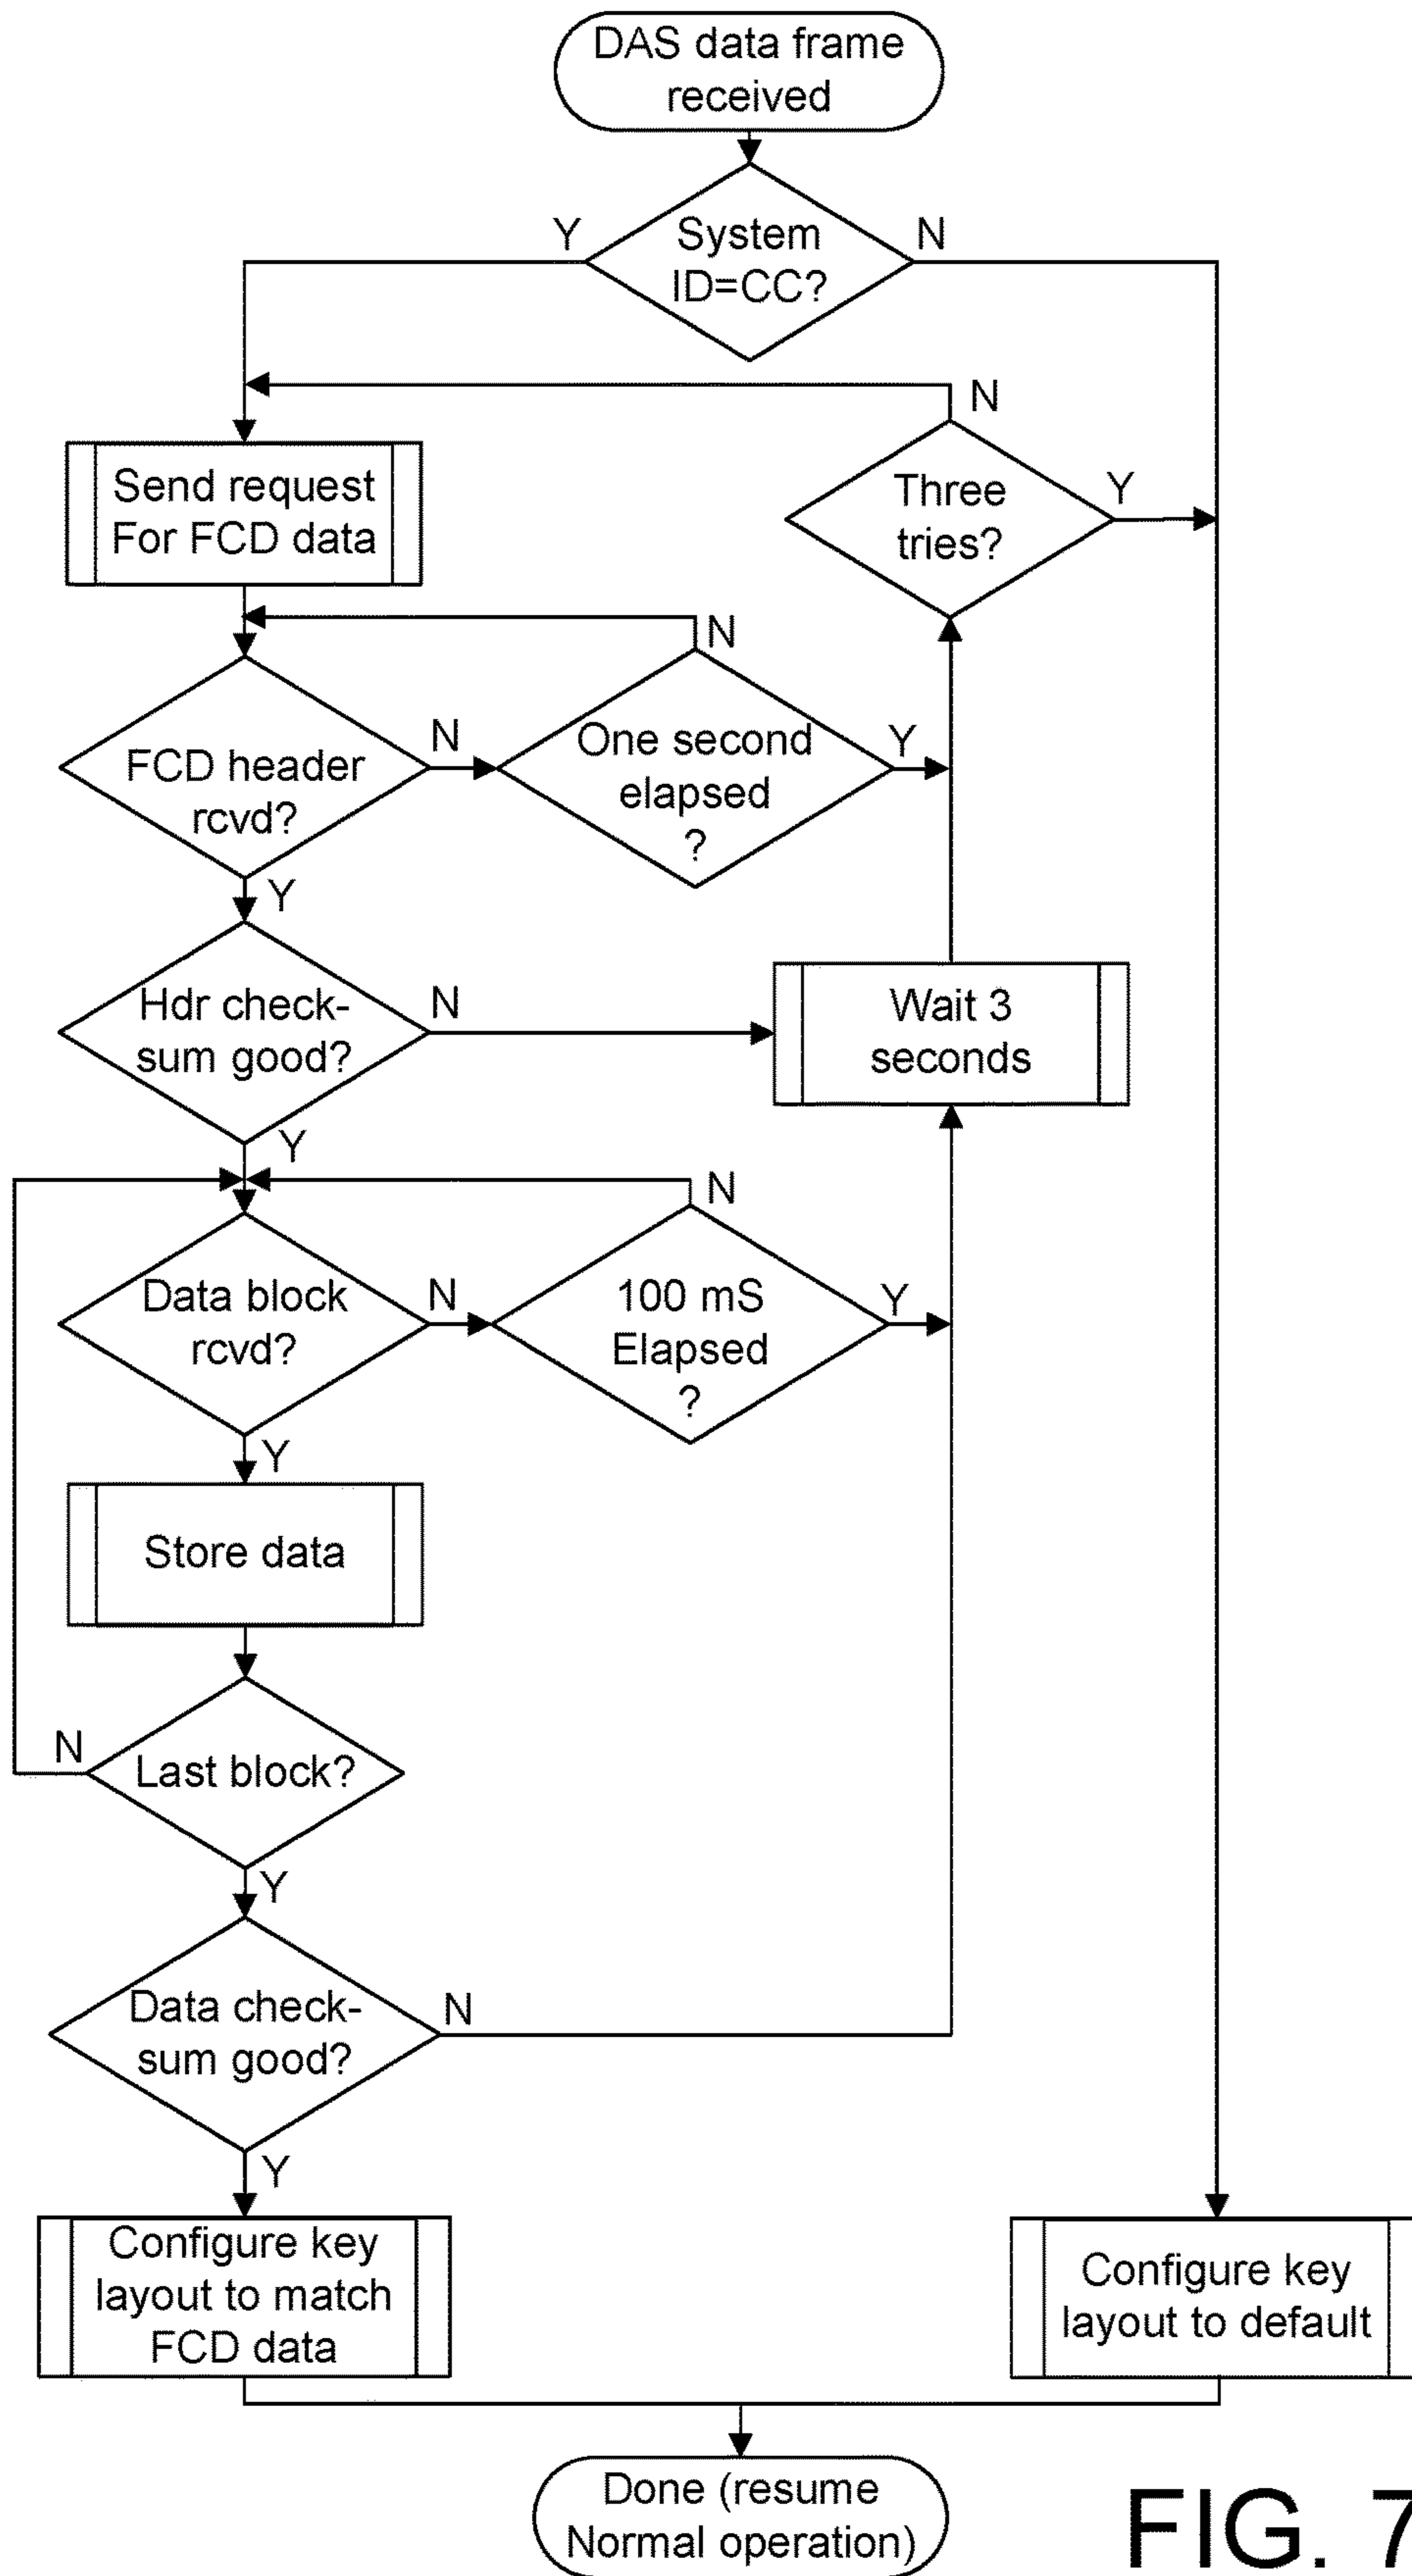 DAS data frame
received
Y
System
ID=CC?
N
N
Send request
For FCD data
Three
tries?
Y
N
FCD header
rcvd?
N
One second
elapsed
?
Y
Y
Hdr check-
sum good?
N
Wait 3
seconds
Y
N
Data block
rcvd?
N
100 mS
Elapsed
?
Y
Y
Store data
N
Last block?
Y
Data check-
sum good?
N
Y
Configure key
layout to match
FCD data
Configure key
layout to default
Done (resume
Normal operation)
FIG. 7